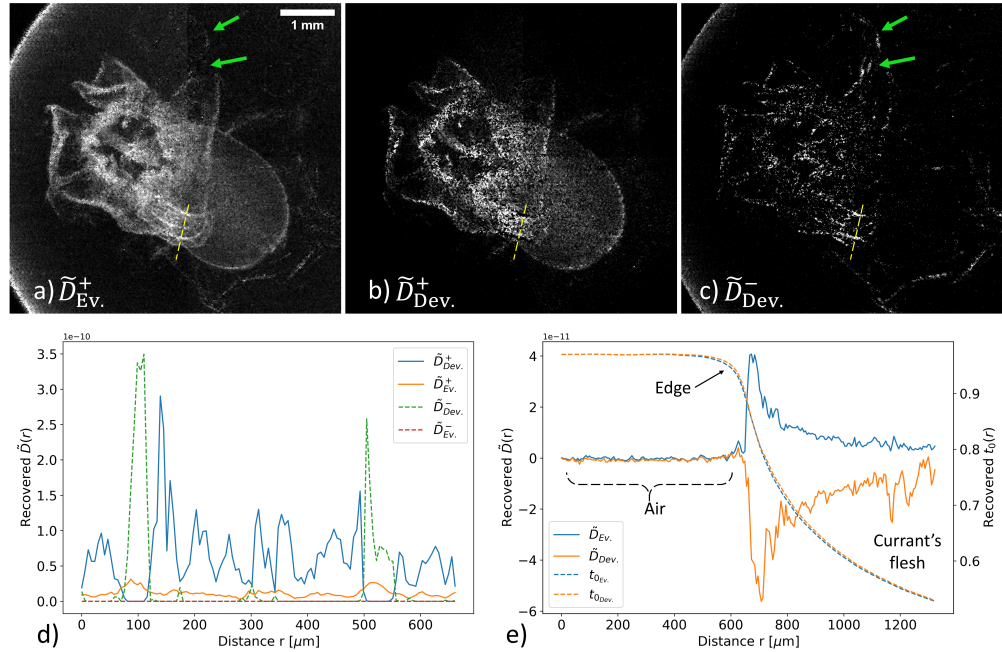 1 mm
a) D̃⁺Ev.
b) D̃⁺Dev.
c) D̃⁻Dev.
1e−10
3.5
3.0
2.5
2.0
1.5
1.0
0.5
0.0
Recovered D̃(r)
D̃⁺Dev.
D̃⁺Ev.
D̃⁻Dev.
D̃⁻Ev.
0 100 200 300 400 500 600
Distance r [μm]
d)
1e−11
4
2
0
−2
−4
−6
Recovered D̃(r)
Edge
Air
Currant's
flesh
D̃Ev.
D̃Dev.
t0Ev.
t0Dev.
0.9
0.8
0.7
0.6
Recovered t0(r)
0 200 400 600 800 1000 1200
Distance r [μm]
e)